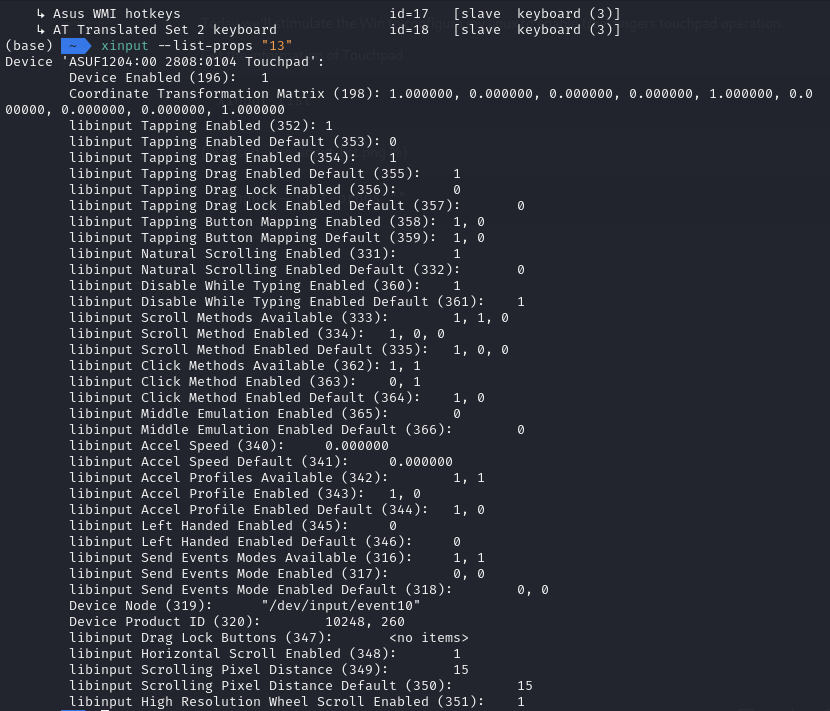 ↳ Asus WMI hotkeys id=17 [slave keyboard (3)]
↳ AT Translated Set 2 keyboard id=18 [slave keyboard (3)]
(base) ~ xinput --list-props "13"
Device 'ASUF1204:00 2808:0104 Touchpad':
Device Enabled (196): 1
Coordinate Transformation Matrix (198): 1.000000, 0.000000, 0.000000, 0.000000, 1.000000, 0.0
00000, 0.000000, 0.000000, 1.000000
libinput Tapping Enabled (352): 1
libinput Tapping Enabled Default (353): 0
libinput Tapping Drag Enabled (354): 1
libinput Tapping Drag Enabled Default (355): 1
libinput Tapping Drag Lock Enabled (356): 0
libinput Tapping Drag Lock Enabled Default (357): 0
libinput Tapping Button Mapping Enabled (358): 1, 0
libinput Tapping Button Mapping Default (359): 1, 0
libinput Natural Scrolling Enabled (331): 1
libinput Natural Scrolling Enabled Default (332): 0
libinput Disable While Typing Enabled (360): 1
libinput Disable While Typing Enabled Default (361): 1
libinput Scroll Methods Available (333): 1, 1, 0
libinput Scroll Method Enabled (334): 1, 0, 0
libinput Scroll Method Enabled Default (335): 1, 0, 0
libinput Click Methods Available (362): 1, 1
libinput Click Method Enabled (363): 0, 1
libinput Click Method Enabled Default (364): 1, 0
libinput Middle Emulation Enabled (365): 0
libinput Middle Emulation Enabled Default (366): 0
libinput Accel Speed (340): 0.000000
libinput Accel Speed Default (341): 0.000000
libinput Accel Profiles Available (342): 1, 1
libinput Accel Profile Enabled (343): 1, 0
libinput Accel Profile Enabled Default (344): 1, 0
libinput Left Handed Enabled (345): 0
libinput Left Handed Enabled Default (346): 0
libinput Send Events Modes Available (316): 1, 1
libinput Send Events Mode Enabled (317): 0, 0
libinput Send Events Mode Enabled Default (318): 0, 0
Device Node (319): "/dev/input/event10"
Device Product ID (320): 10248, 260
libinput Drag Lock Buttons (347): <no items>
libinput Horizontal Scroll Enabled (348): 1
libinput Scrolling Pixel Distance (349): 15
libinput Scrolling Pixel Distance Default (350): 15
libinput High Resolution Wheel Scroll Enabled (351): 1